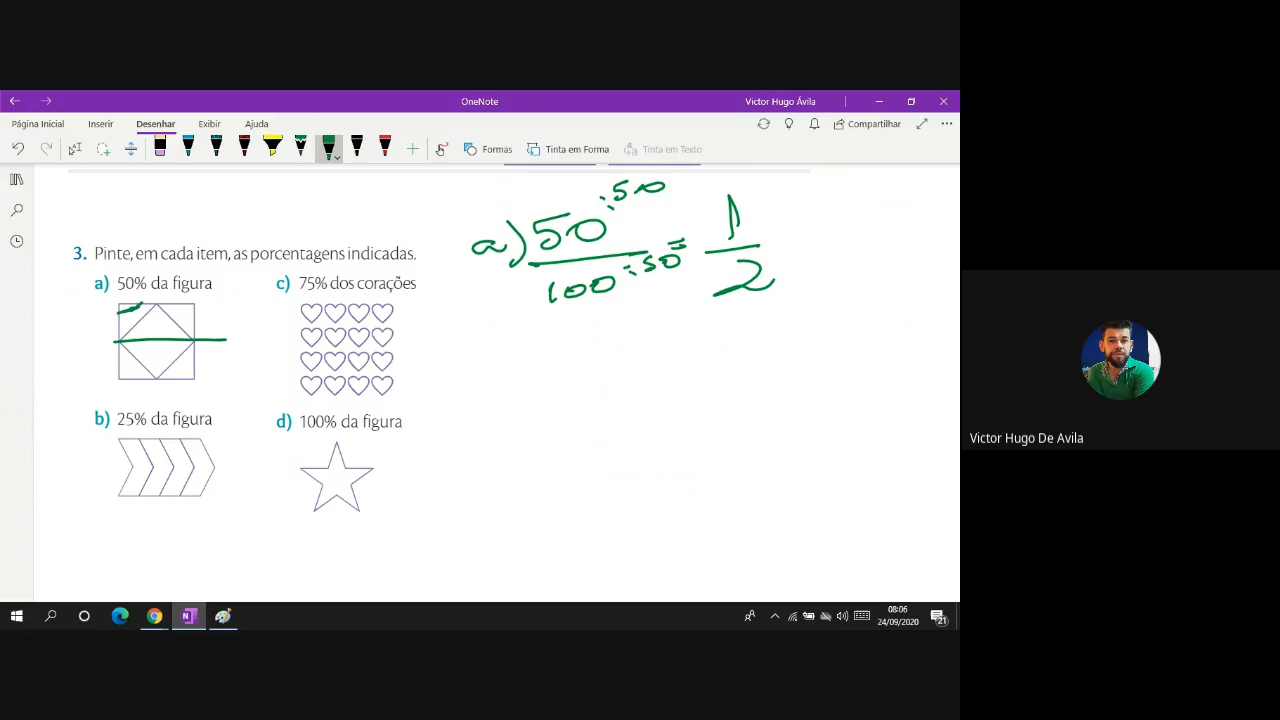 OneNote
Victor Hugo Ávila
Página Inicial Inserir Desenhar Exibir Ajuda
Compartilhar
Formas Tinta em Forma Tinta em Texto
3. Pinte, em cada item, as porcentagens indicadas.
a) 50% da figura
c) 75% dos corações
b) 25% da figura
d) 100% da figura
a) 50 :50
100 :50 = 1
2
Victor Hugo De Avila
08:06
24/09/2020
21